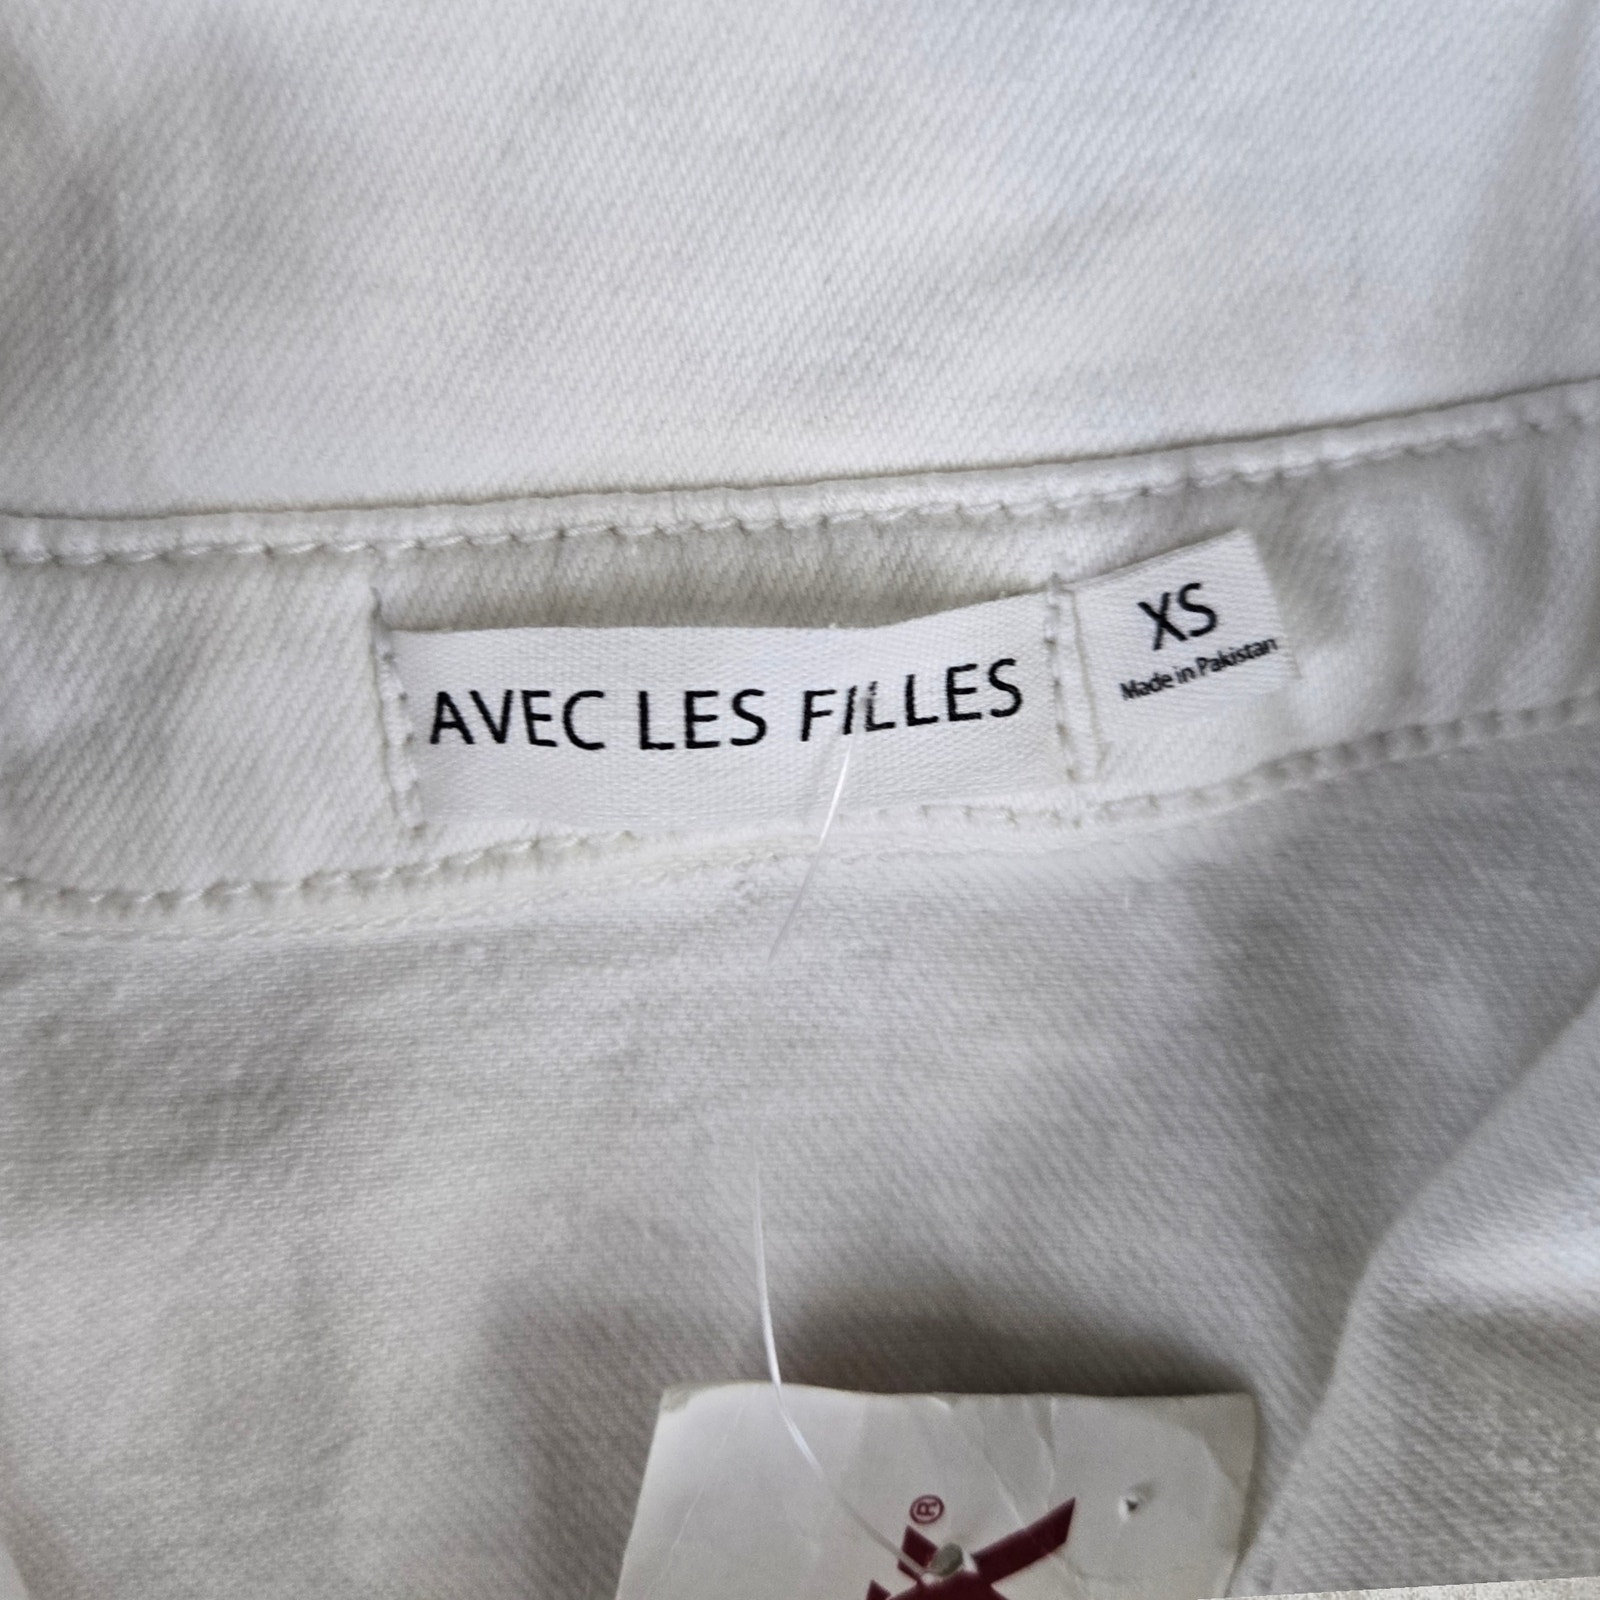 AVEC LES FILLES
XS
Made in Pakistan
®